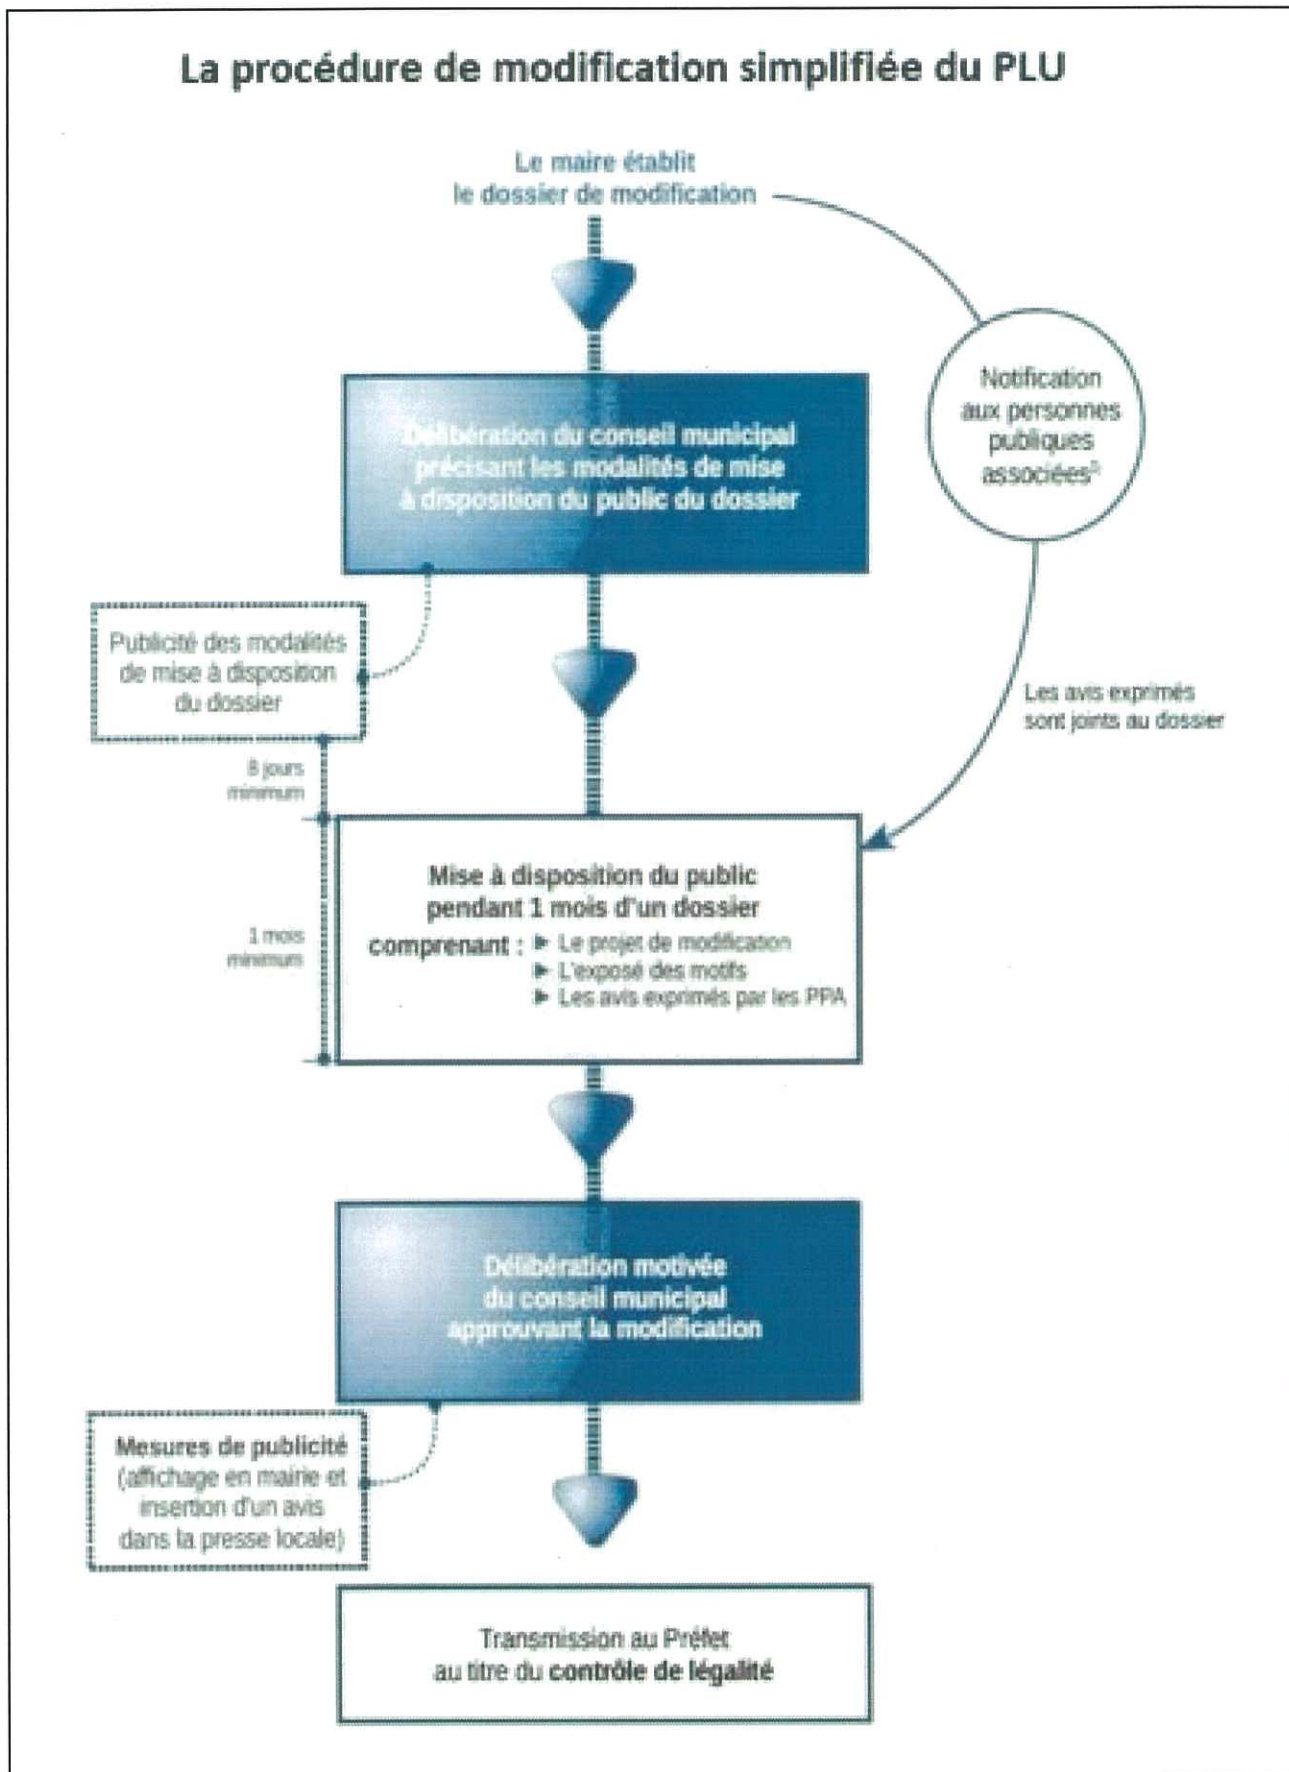 La procédure de modification simplifiée du PLU
Le maire établit
le dossier de modification
Notification
aux personnes
publiques
associées
Délibération du conseil municipal
précisant les modalités de mise
à disposition du public du dossier
Publicité des modalités
de mise à disposition
du dossier
Les avis exprimés
sont joints au dossier
8 jours
minimum
Mise à disposition du public
pendant 1 mois d'un dossier
comprenant : ► Le projet de modification
► L'exposé des motifs
► Les avis exprimés par les PPA
1 mois
minimum
Délibération motivée
du conseil municipal
approuvant la modification
Mesures de publicité
(affichage en mairie et
insertion d'un avis
dans la presse locale)
Transmission au Préfet
au titre du contrôle de légalité